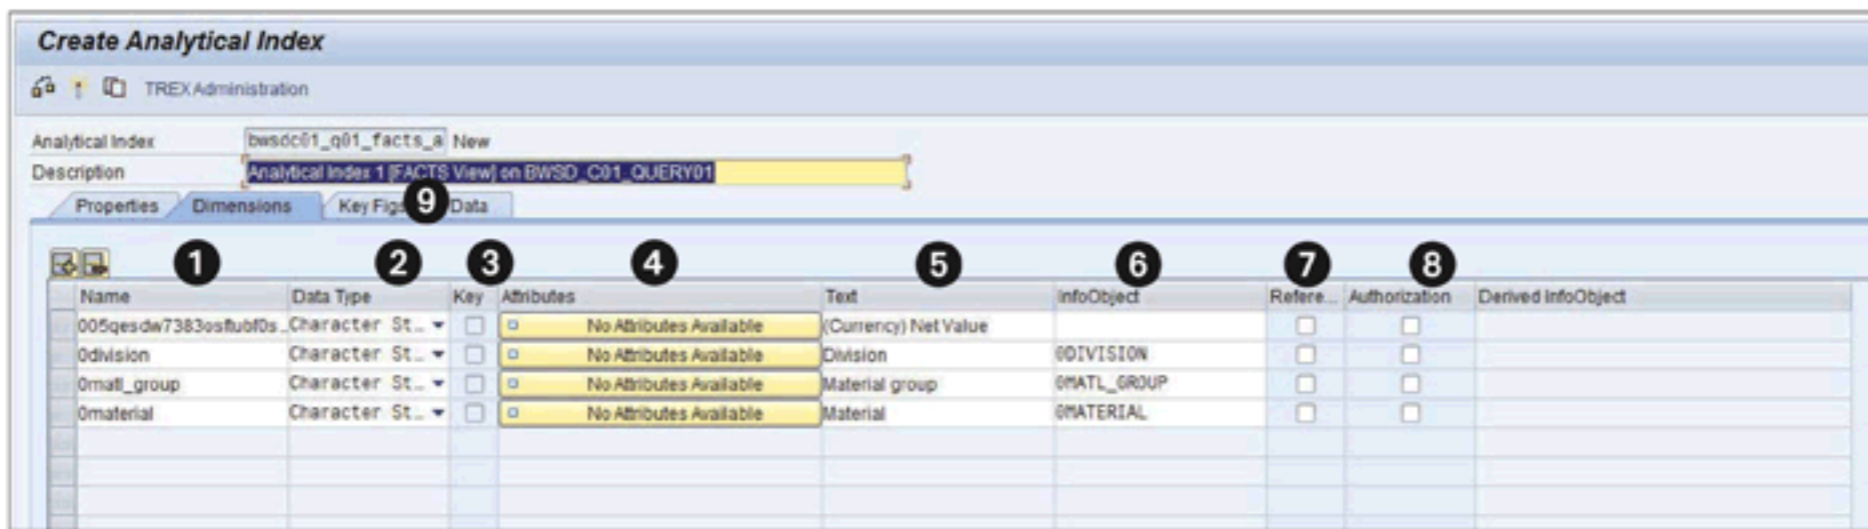 Create Analytical Index
TREX Administration
Analytical Index bwsdc01_q01_facts_a New
Description Analytical Index 1 [FACTS View] on BWSD_C01_QUERY01
Properties Dimensions Key Figs 9 Data
1 2 3 4 5 6 7 8
Name Data Type Key Attributes Text InfoObject Refere... Authorization Derived InfoObject
Character St... No Attributes Available (Currency) Net Value
0division Character St... No Attributes Available Division 0DIVISION
0matl_group Character St... No Attributes Available Material group 0MATL_GROUP
0material Character St... No Attributes Available Material 0MATERIAL